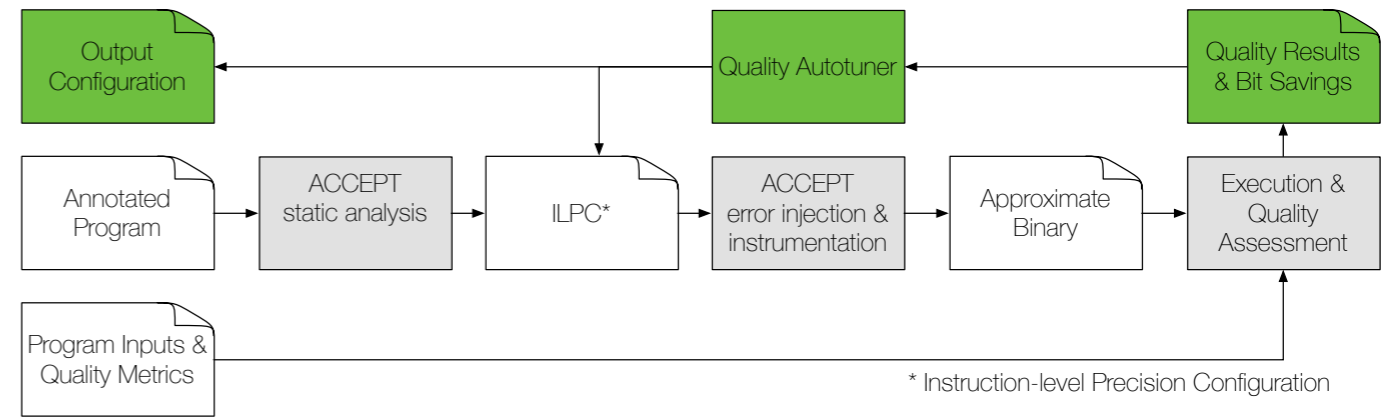 Output
Configuration
Quality Autotuner
Quality Results
& Bit Savings
Annotated
Program
ACCEPT
static analysis
ILPC*
ACCEPT
error injection &
instrumentation
Approximate
Binary
Execution &
Quality
Assessment
Program Inputs &
Quality Metrics
* Instruction-level Precision Configuration